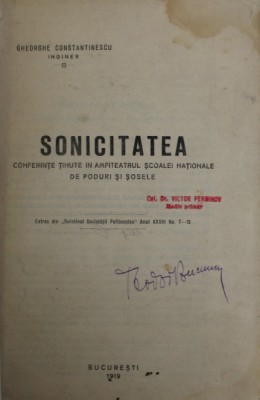 GHEORGHE CONSTANTINESCU
INGINER
SONICITATEA
CONFERINȚE ȚINUTE IN AMFITEATRUL ȘCOALEI NAȚIONALE
DE PODURI ȘI ȘOSELE
Col. Dr. VICTOR PERMINOV
Medic primar
Extras din „Buletinul Societății Politecnice" Anul XXXIII No. 7-12
BUCUREȘTI
1919